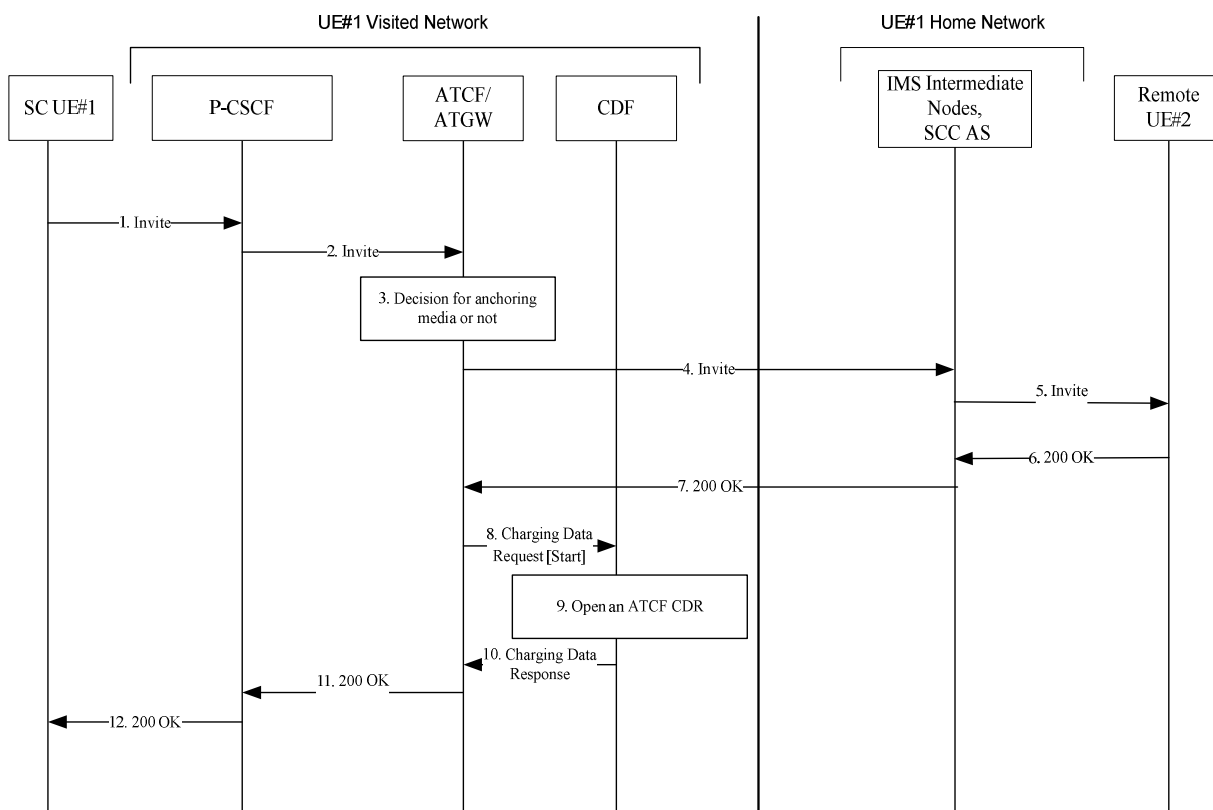 UE#1 Visited Network
UE#1 Home Network
SC UE#1
P-CSCF
ATCF/
ATGW
CDF
IMS Intermediate
Nodes,
SCC AS
Remote
UE#2
1. Invite
2. Invite
3. Decision for anchoring
media or not
4. Invite
5. Invite
6. 200 OK
7. 200 OK
8. Charging Data
Request [Start]
9. Open an ATCF CDR
10. Charging Data
Response
11. 200 OK
12. 200 OK